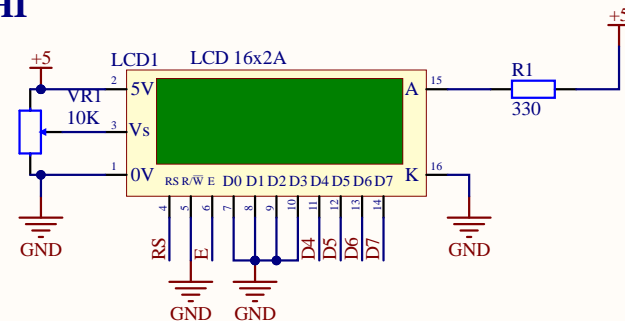 +5
+5
LCD1
LCD 16x2A
R1
330
VR1
10K
2
5V
3
Vs
1
0V
A
15
K
16
RS R/W̅ E D0 D1 D2 D3 D4 D5 D6 D7
4 5 6 7 8 9 10 11 12 13 14
RS E D4 D5 D6 D7
GND
GND
GND
GND